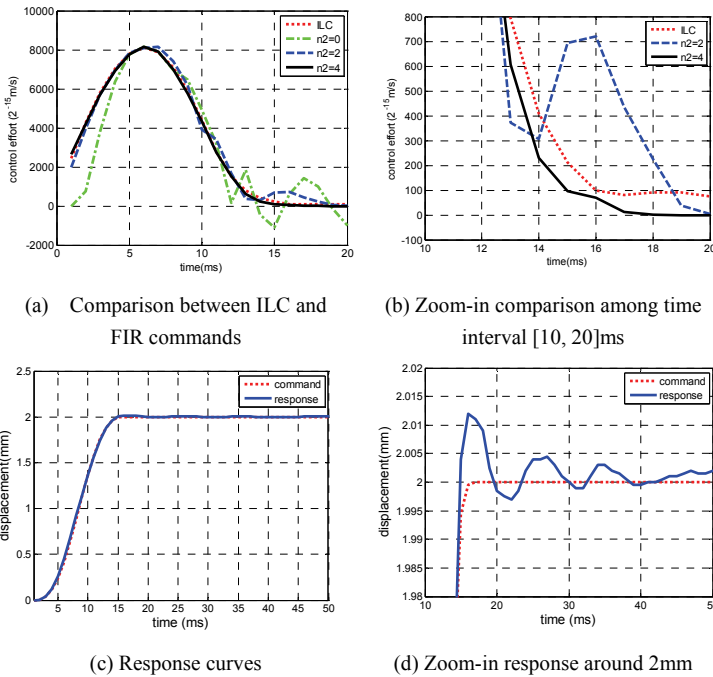 10000
8000
6000
4000
2000
0
-2000
0
5
10
15
20
time(ms)
control effort (2 -15 m/s)
ILC
n2=0
n2=2
n2=4
800
700
600
500
400
300
200
100
0
-100
10
12
14
16
18
20
time(ms)
control effort (2 -15 m/s)
ILC
n2=2
n2=4
(a) Comparison between ILC and
FIR commands
(b) Zoom-in comparison among time
interval [10, 20]ms
2.5
2
1.5
1
0.5
0
5
10
15
20
25
30
35
40
45
50
time (ms)
displacement(mm)
command
response
2.02
2.015
2.01
2.005
2
1.995
1.99
1.985
1.98
10
20
30
40
50
time (ms)
displacement(mm)
command
response
(c) Response curves
(d) Zoom-in response around 2mm